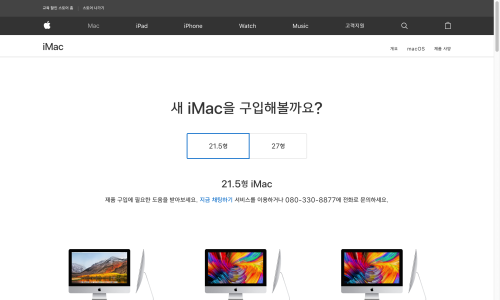 교육 할인 스토어 홈 스토어 나가기
Mac iPad iPhone Watch Music 고객지원
iMac
개요 macOS 제품 사양
새 iMac을 구입해볼까요?
21.5형 27형
21.5형 iMac
제품 구입에 필요한 도움을 받아보세요. 지금 채팅하기 서비스를 이용하거나 080-330-8877에 전화로 문의하세요.